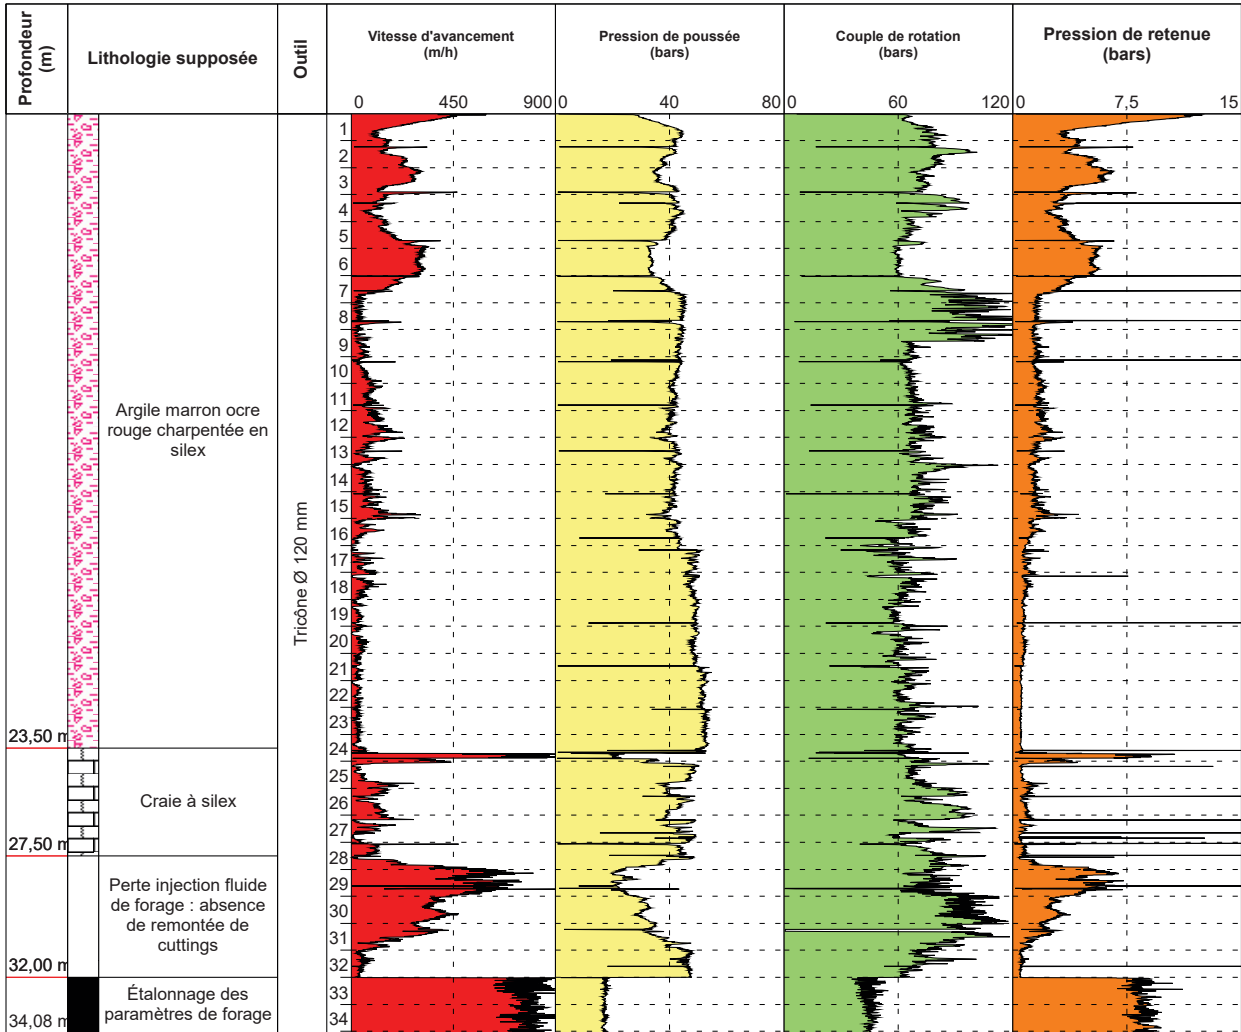 Profondeur
(m)
Lithologie supposée
Outil
Vitesse d'avancement
(m/h)
Pression de poussée
(bars)
Couple de rotation
(bars)
Pression de retenue
(bars)
0 450 900
0 40 80
0 60 120
0 7,5 15
1
2
3
4
5
6
7
8
9
10
11
12
13
14
15
16
17
18
19
20
21
22
23
24
25
26
27
28
29
30
31
32
33
34
Argile marron ocre
rouge charpentée en
silex
Tricône Ø 120 mm
23,50 m
Craie à silex
27,50 m
Perte injection fluide
de forage : absence
de remontée de
cuttings
32,00 m
Étalonnage des
paramètres de forage
34,08 m